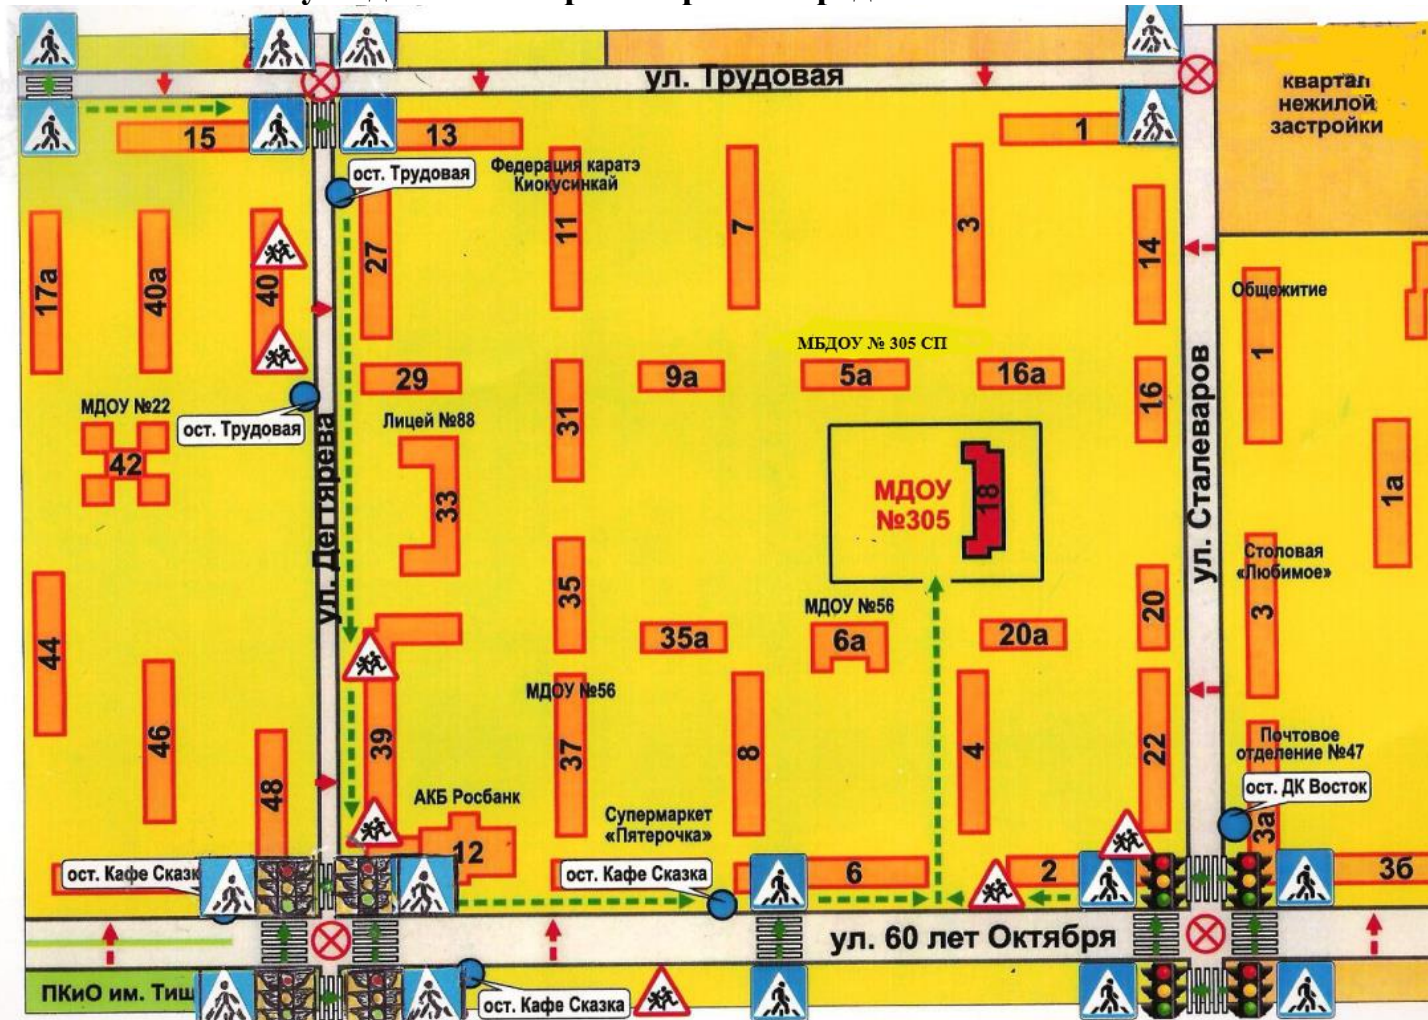 ул. Трудовая
квартал
нежилой
застройки
15
13
1
ост. Трудовая
Федерация каратэ
Киокусинкай
17а
40а
40
27
11
7
3
14
Общежитие
1
МБДОУ № 305 СП
29
9а
5а
16а
16
31
МДОУ №22
ост. Трудовая
42
Лицей №88
33
ул. Дегтярева
МДОУ
№305
18
ул. Сталеваров
1а
Столовая
«Любимое»
3
44
35
35а
МДОУ №56
6а
20а
20
46
48
39
МДОУ №56
37
8
4
22
Почтовое
отделение №47
ост. ДК Восток
3а
АКБ Росбанк
12
Супермаркет
«Пятерочка»
ост. Кафе Сказк
ост. Кафе Сказка
6
2
3б
ул. 60 лет Октября
ПКиО им. Тищ
ост. Кафе Сказка